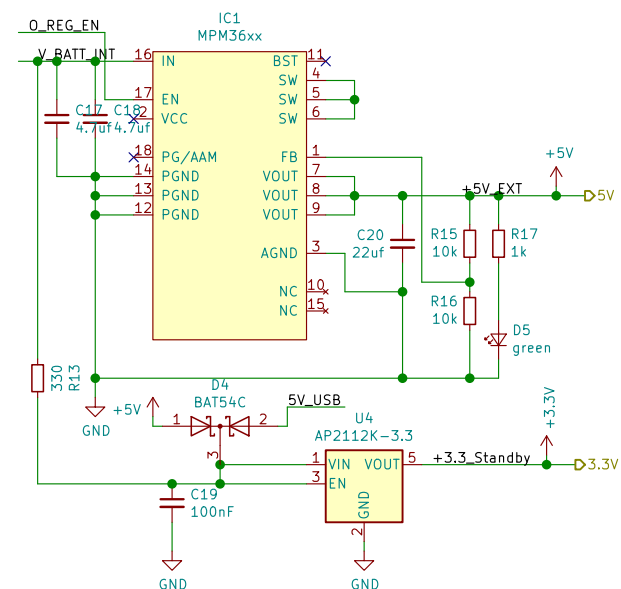 IC1
MPM36xx
O_REG_EN
V_BATT_INT
16 IN
BST 11
SW 4
17 EN
SW 5
2 VCC
SW 6
C17
4.7uf
C18
4.7uf
18 PG/AAM
FB 1
14 PGND
VOUT 7
13 PGND
VOUT 8
12 PGND
VOUT 9
AGND 3
NC 10
NC 15
+5V
+5V_EXT
5V
C20
22uf
R15
10k
R17
1k
R16
10k
D5
green
330
R13
GND
+5V
D4
BAT54C
1
2
3
5V_USB
U4
AP2112K-3.3
1 VIN
VOUT 5
3 EN
GND
2
+3.3_Standby
+3.3V
3.3V
C19
100nF
GND
GND